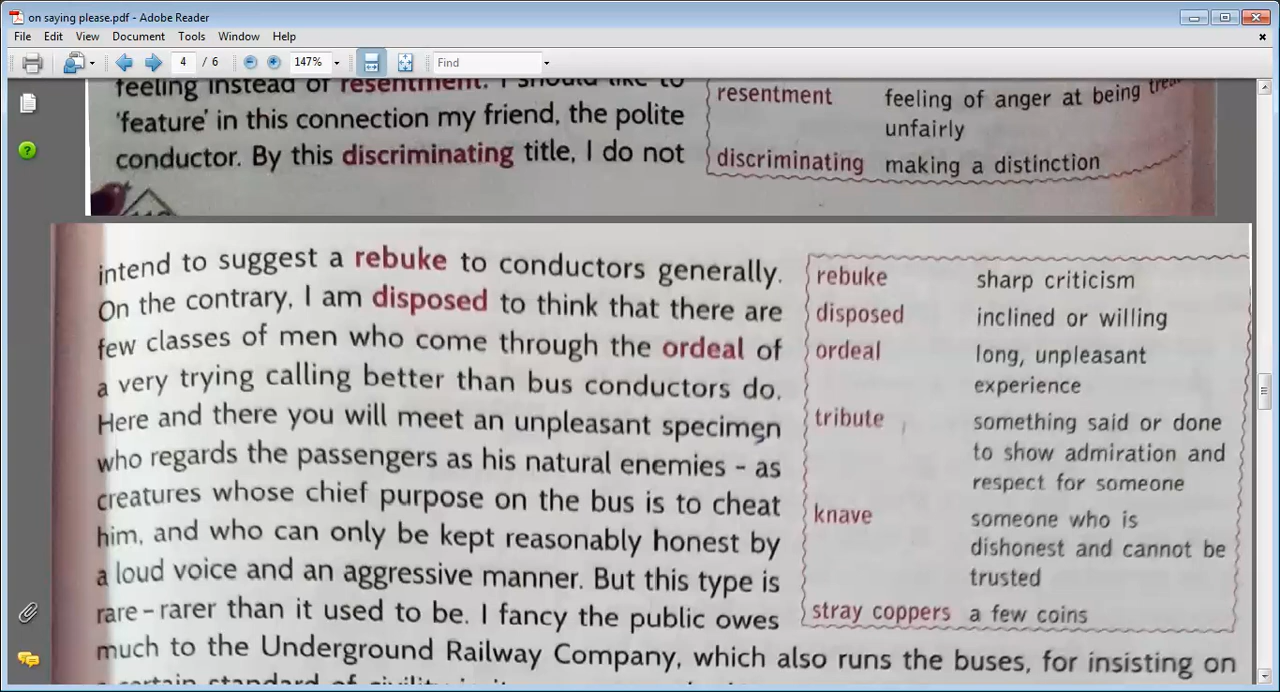 on saying please.pdf - Adobe Reader
File Edit View Document Tools Window Help
4 / 6 147% Find
feeling instead of resentment. I should like to
'feature' in this connection my friend, the polite
conductor. By this discriminating title, I do not
resentment feeling of anger at being
unfairly
discriminating making a distinction
intend to suggest a rebuke to conductors generally.
On the contrary, I am disposed to think that there are
few classes of men who come through the ordeal of
a very trying calling better than bus conductors do.
Here and there you will meet an unpleasant specimen
who regards the passengers as his natural enemies – as
creatures whose chief purpose on the bus is to cheat
him, and who can only be kept reasonably honest by
a loud voice and an aggressive manner. But this type is
rare – rarer than it used to be. I fancy the public owes
much to the Underground Railway Company, which also runs the buses, for insisting on
rebuke sharp criticism
disposed inclined or willing
ordeal long, unpleasant
experience
tribute something said or done
to show admiration and
respect for someone
knave someone who is
dishonest and cannot be
trusted
stray coppers a few coins